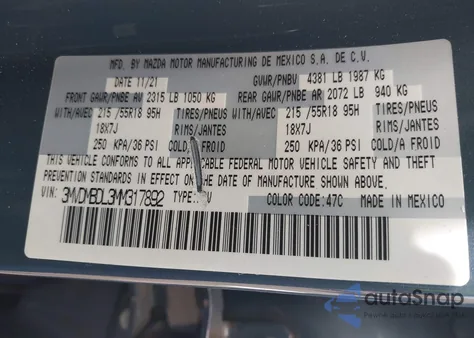 MFD. BY MAZDA MOTOR MANUFACTURING DE MEXICO S.A. DE C.V.
DATE 11/21 GVWR/PNBV 4381 LB 1987 KG
FRONT GAWR/PNBE AV 2315 LB 1050 KG REAR GAWR/PNBE AR 2072 LB 940 KG
WITH/AVEC 215 /55R18 95H TIRES/PNEUS WITH/AVEC 215 /55R18 95H TIRES/PNEUS
18X7J RIMS/JANTES 18X7J RIMS/JANTES
250 KPA/36 PSI COLD/A FROID 250 KPA/36 PSI COLD/A FROID
THIS VEHICLE CONFORMS TO ALL APPLICABLE FEDERAL MOTOR VEHICLE SAFETY AND THEFT
PREVENTION STANDARDS IN EFFECT ON THE DATE OF MANUFACTURE SHOWN ABOVE.
VIN: 3MVDMBDL3MM317892 TYPE: COLOR CODE:47C MADE IN MEXICO
autoSnap